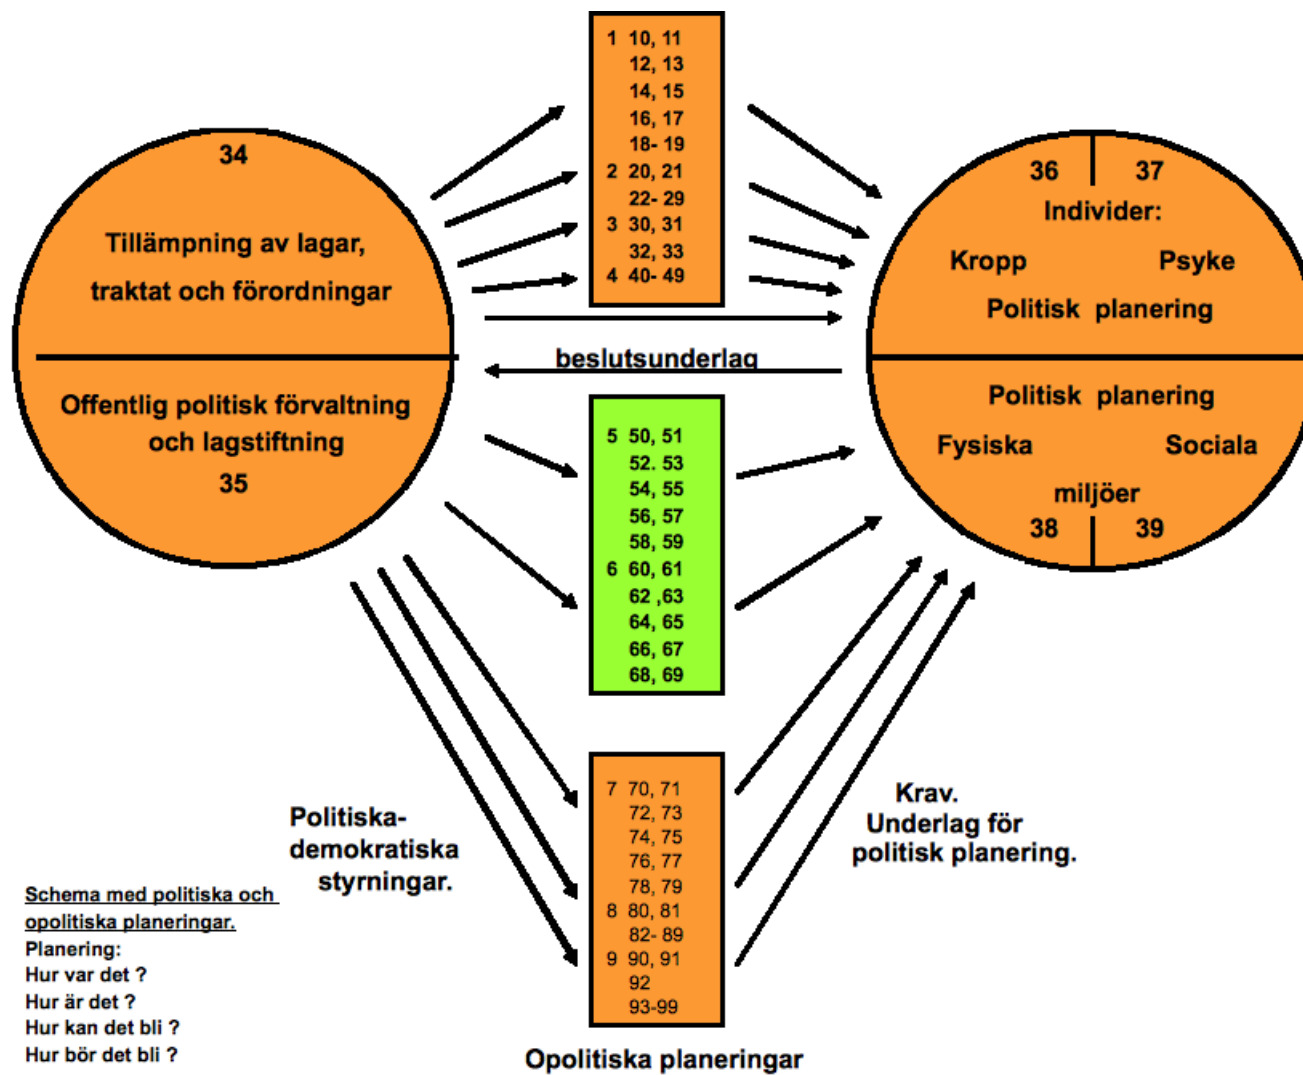 34
Tillämpning av lagar,
traktat och förordningar
Offentlig politisk förvaltning
och lagstiftning
35
1 10, 11
12, 13
14, 15
16, 17
18- 19
2 20, 21
22- 29
3 30, 31
32, 33
4 40- 49
beslutsunderlag
5 50, 51
52. 53
54, 55
56, 57
58, 59
6 60, 61
62 ,63
64, 65
66, 67
68, 69
7 70, 71
72, 73
74, 75
76, 77
78, 79
8 80, 81
82- 89
9 90, 91
92
93-99
Opolitiska planeringar
36 37
Individer:
Kropp Psyke
Politisk planering
Politisk planering
Fysiska Sociala
miljöer
38 39
Politiska-
demokratiska
styrningar.
Krav.
Underlag för
politisk planering.
Schema med politiska och
opolitiska planeringar.
Planering:
Hur var det ?
Hur är det ?
Hur kan det bli ?
Hur bör det bli ?